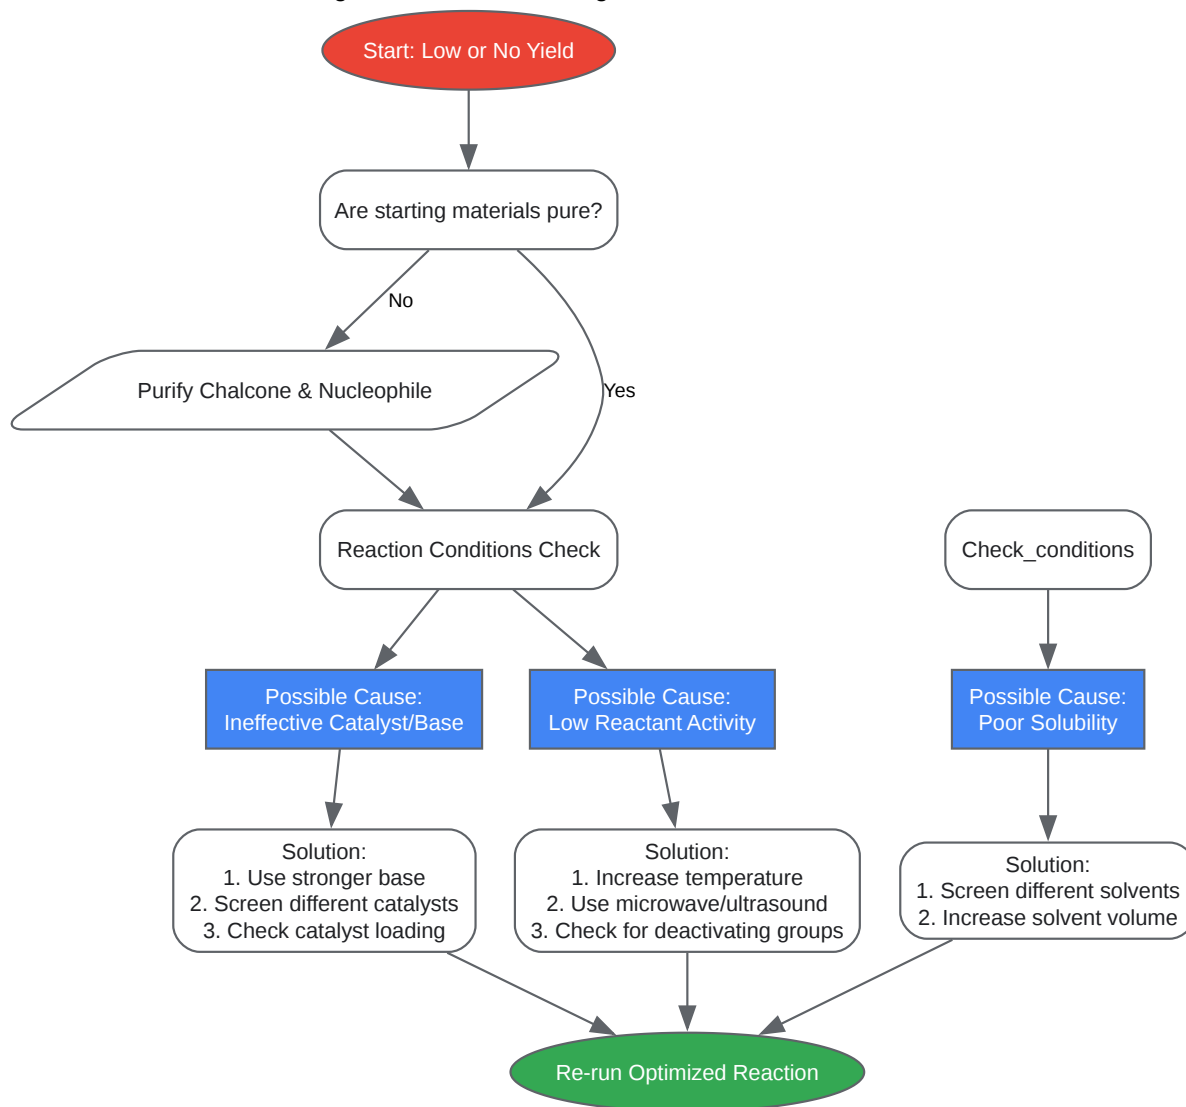 Start: Low or No Yield
Are starting materials pure?
No
Purify Chalcone & Nucleophile
Yes
Reaction Conditions Check
Check_conditions
Possible Cause:
Ineffective Catalyst/Base
Possible Cause:
Low Reactant Activity
Possible Cause:
Poor Solubility
Solution:
1. Use stronger base
2. Screen different catalysts
3. Check catalyst loading
Solution:
1. Increase temperature
2. Use microwave/ultrasound
3. Check for deactivating groups
Solution:
1. Screen different solvents
2. Increase solvent volume
Re-run Optimized Reaction